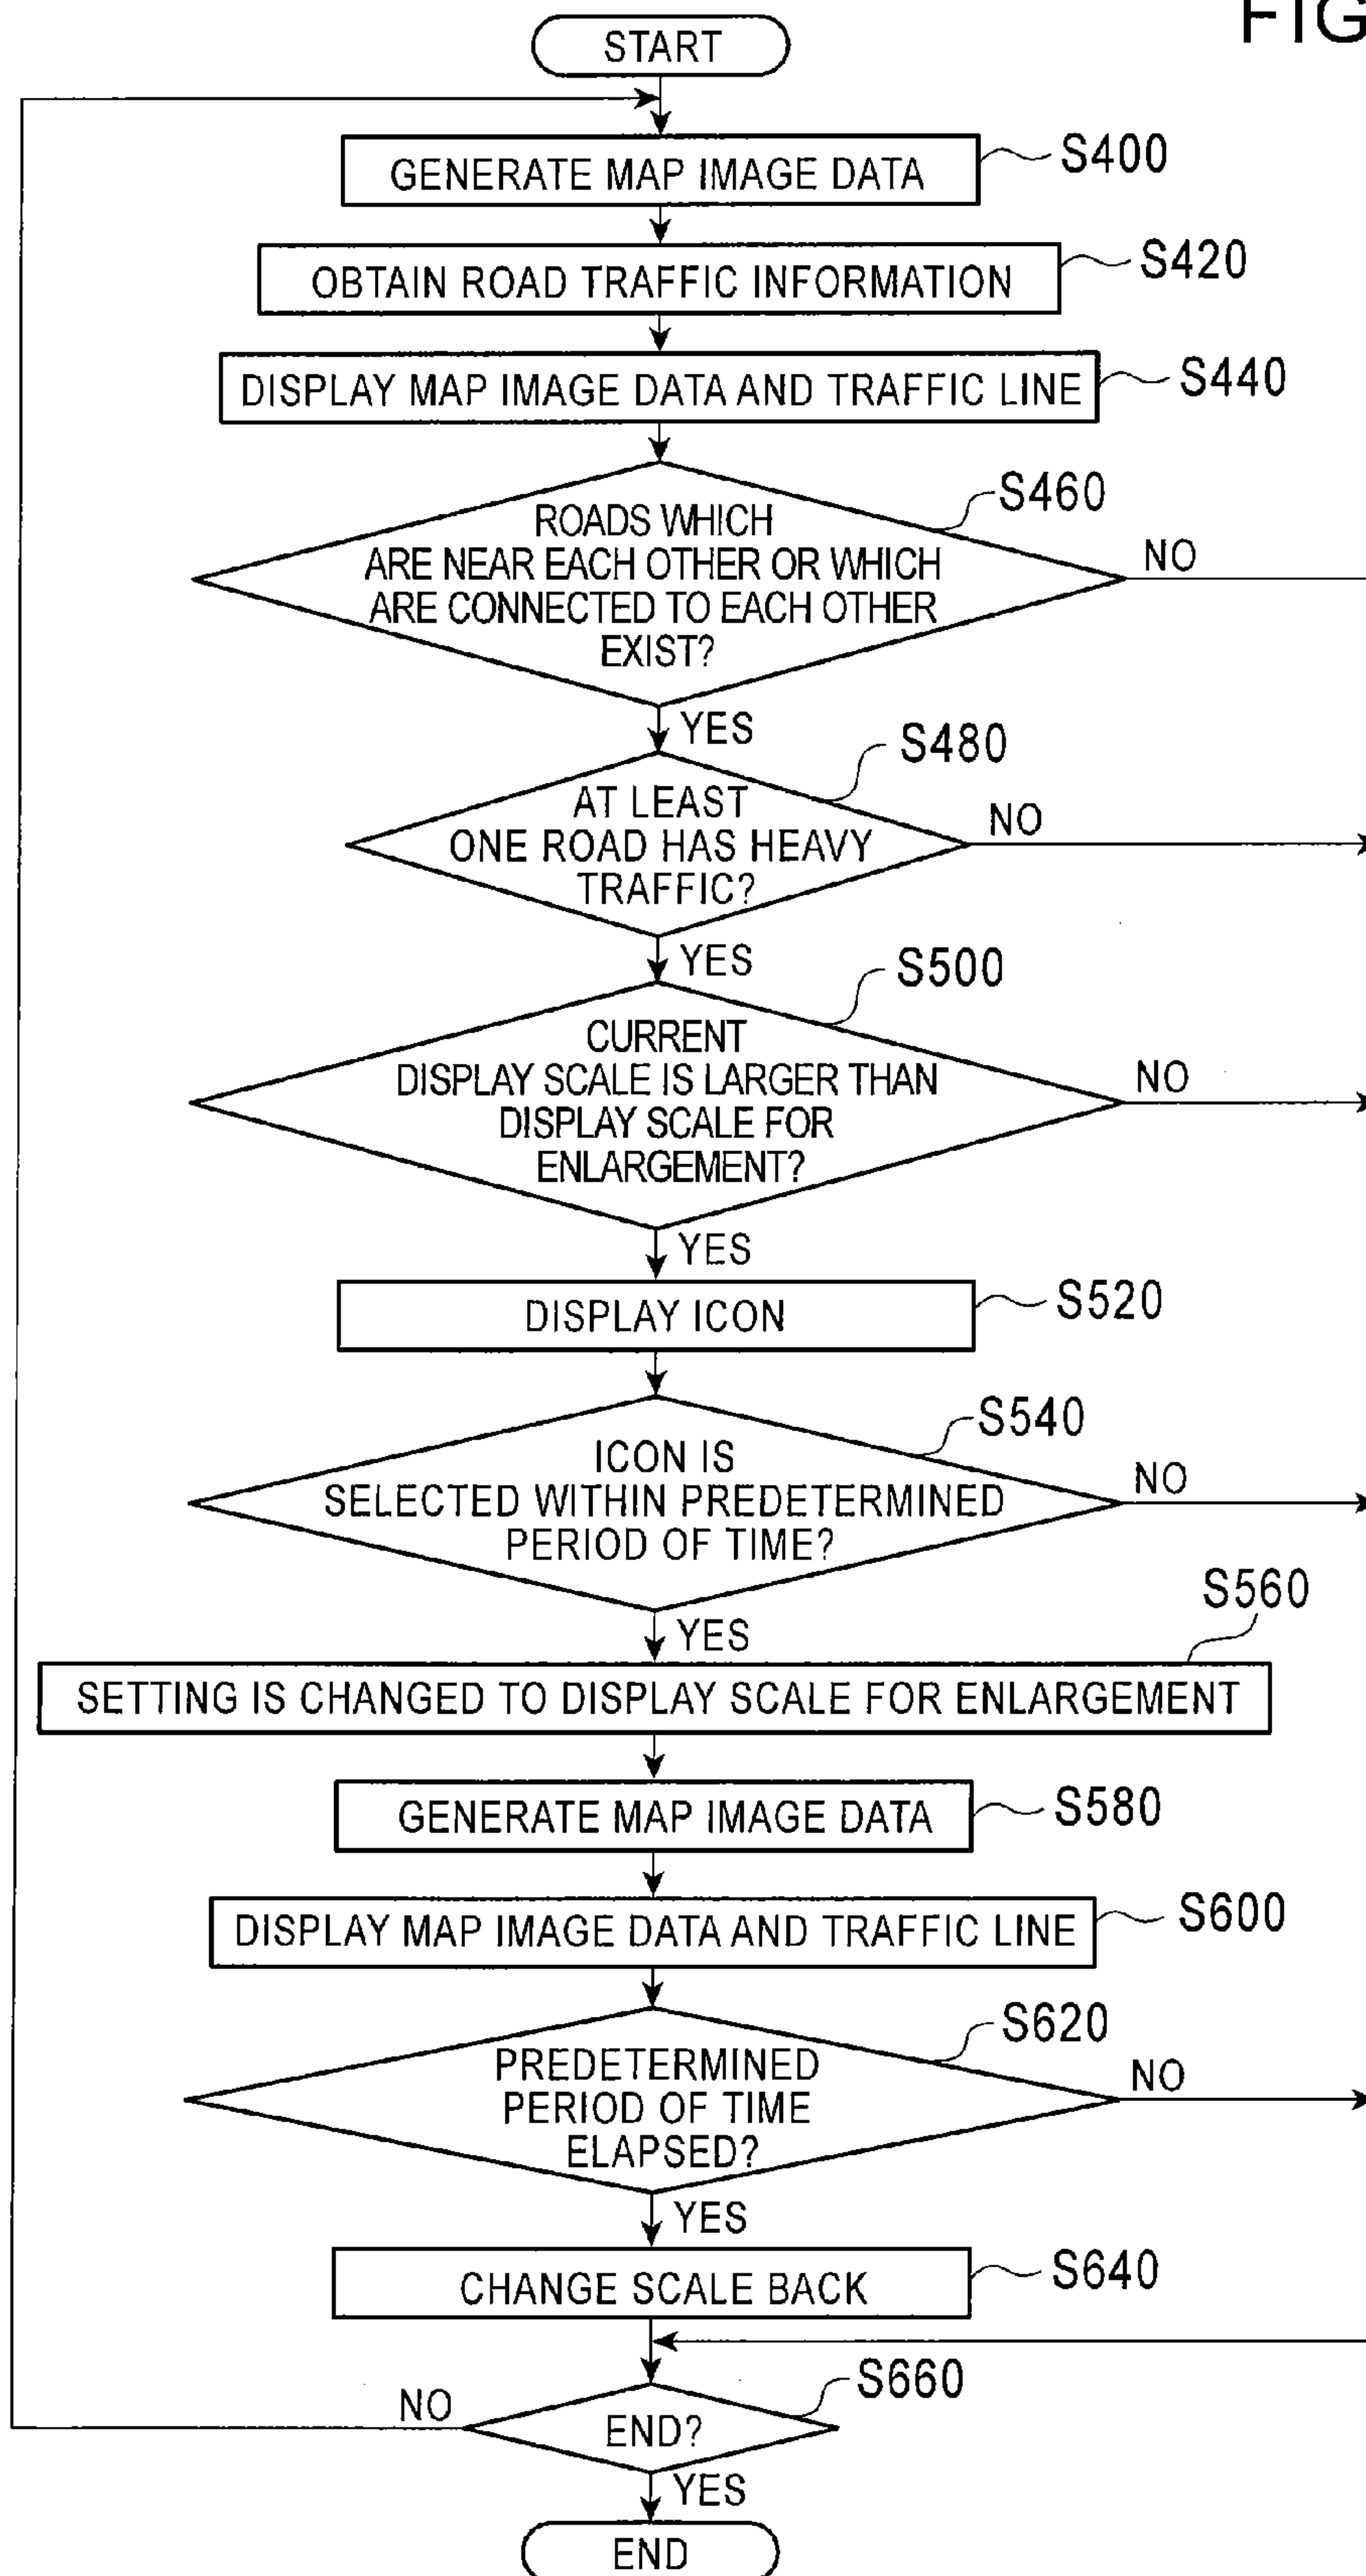 FIG
START
GENERATE MAP IMAGE DATA
S400
OBTAIN ROAD TRAFFIC INFORMATION
S420
DISPLAY MAP IMAGE DATA AND TRAFFIC LINE
S440
ROADS WHICH
ARE NEAR EACH OTHER OR WHICH
ARE CONNECTED TO EACH OTHER
EXIST?
S460
NO
YES
AT LEAST
ONE ROAD HAS HEAVY
TRAFFIC?
S480
NO
YES
CURRENT
DISPLAY SCALE IS LARGER THAN
DISPLAY SCALE FOR
ENLARGEMENT?
S500
NO
YES
DISPLAY ICON
S520
ICON IS
SELECTED WITHIN PREDETERMINED
PERIOD OF TIME?
S540
NO
YES
S560
SETTING IS CHANGED TO DISPLAY SCALE FOR ENLARGEMENT
GENERATE MAP IMAGE DATA
S580
DISPLAY MAP IMAGE DATA AND TRAFFIC LINE
S600
PREDETERMINED
PERIOD OF TIME
ELAPSED?
S620
NO
YES
CHANGE SCALE BACK
S640
END?
S660
NO
YES
END